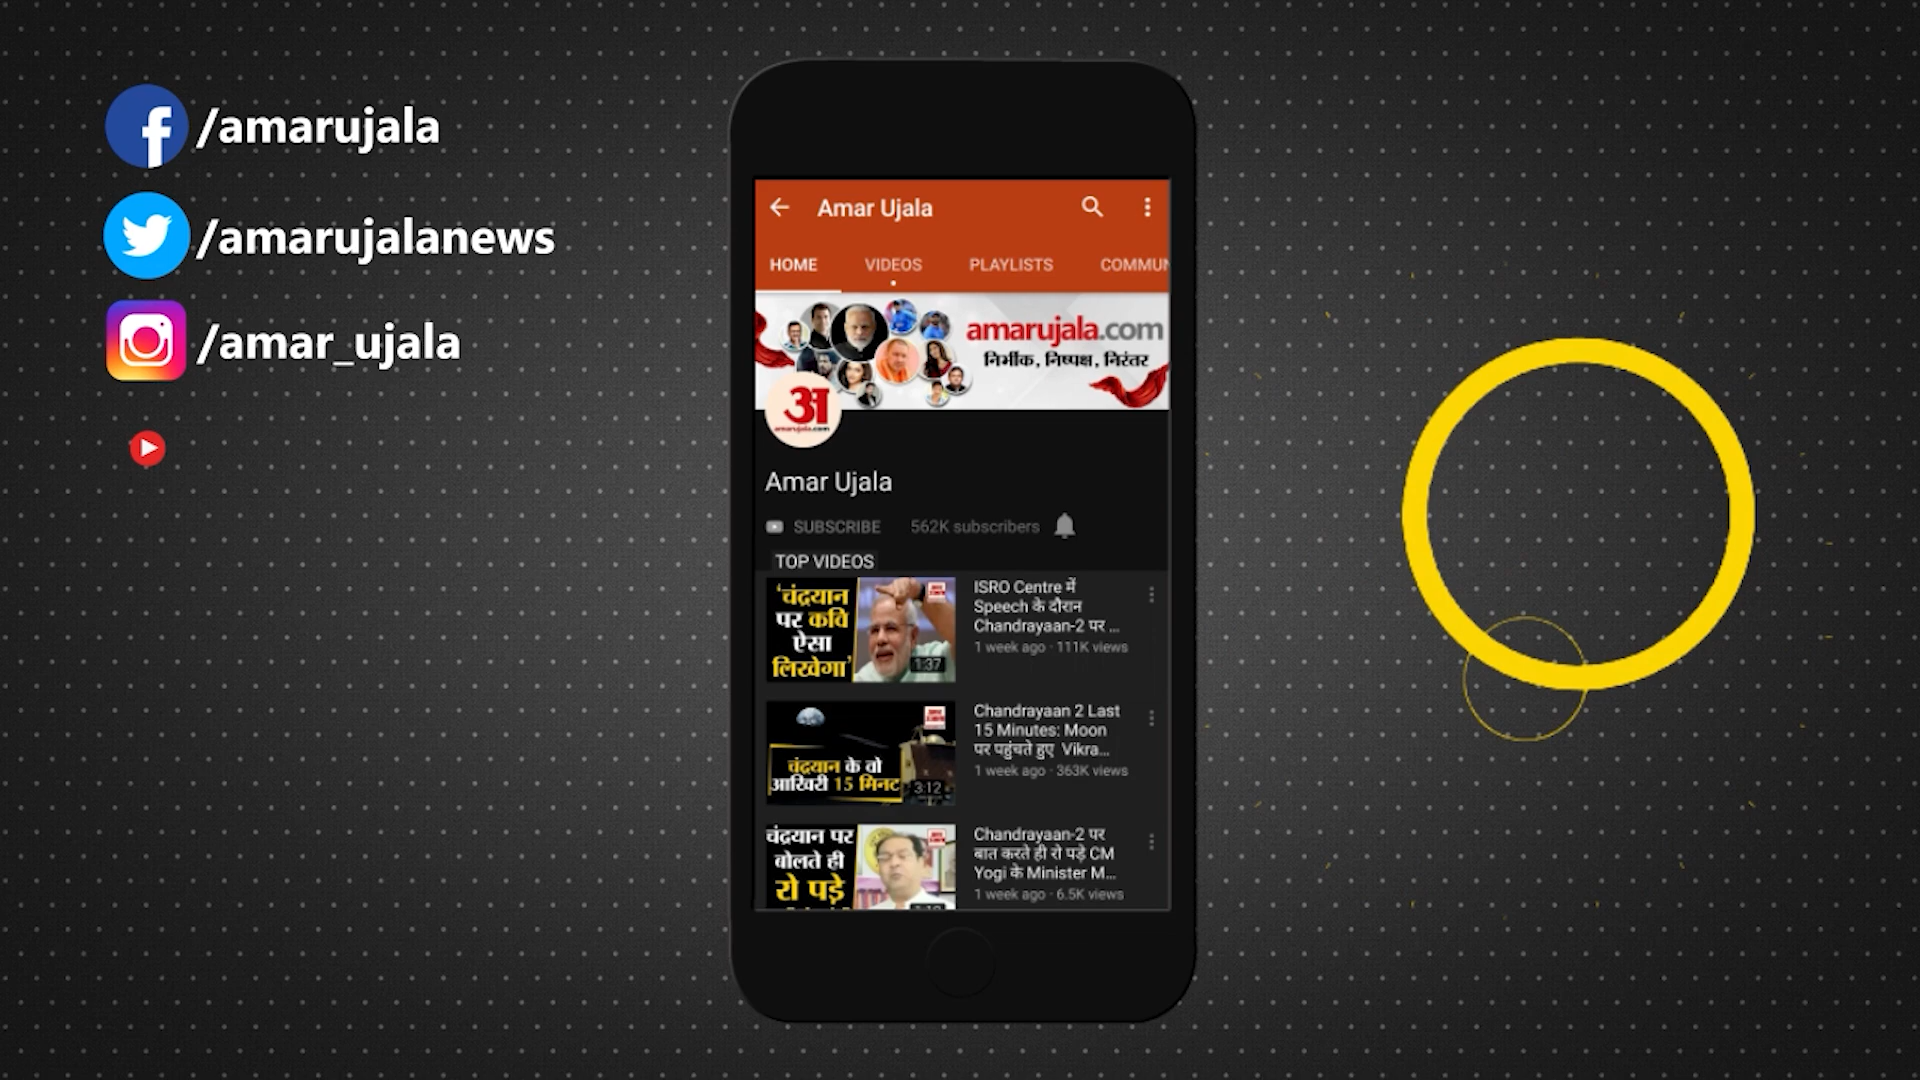 /amarujala
/amarujalanews
/amar_ujala
Amar Ujala
HOME VIDEOS PLAYLISTS COMMUN
amarujala.com
निर्भीक, निष्पक्ष, निरंतर
अ
amarujala.com
Amar Ujala
SUBSCRIBE 562K subscribers
TOP VIDEOS
‘चंद्रयान
पर कवि
ऐसा
लिखेगा’
1:37
ISRO Centre में
Speech के दौरान
Chandrayaan-2 पर ...
1 week ago · 111K views
चंद्रयान के वो
आखिरी 15 मिनट
3:12
Chandrayaan 2 Last
15 Minutes: Moon
पर पहुंचते हुए Vikra...
1 week ago · 363K views
चंद्रयान पर
बोलते ही
रो पड़े
Chandrayaan-2 पर
बात करते ही रो पड़े CM
Yogi के Minister M...
1 week ago · 6.5K views